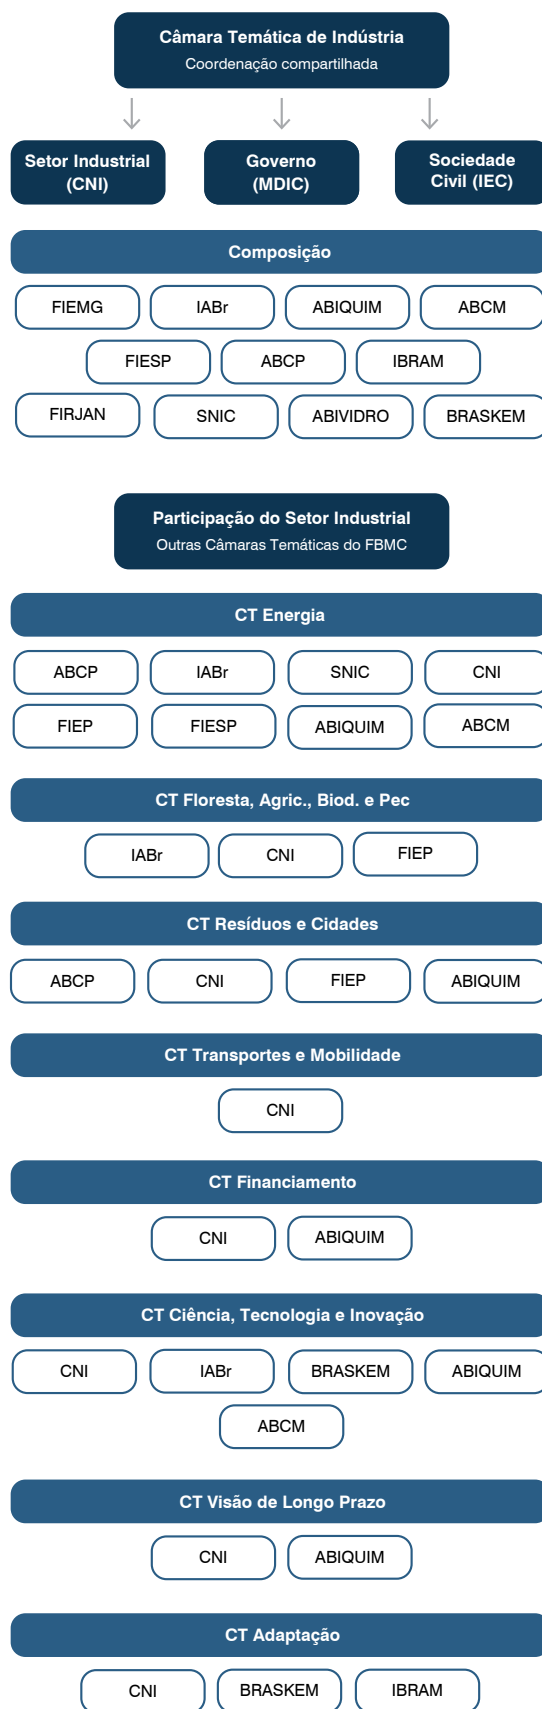 Câmara Temática de Indústria
Coordenação compartilhada
Setor Industrial
(CNI)
Governo
(MDIC)
Sociedade
Civil (IEC)
Composição
FIEMG
IABr
ABIQUIM
ABCM
FIESP
ABCP
IBRAM
FIRJAN
SNIC
ABIVIDRO
BRASKEM
Participação do Setor Industrial
Outras Câmaras Temáticas do FBMC
CT Energia
ABCP
IABr
SNIC
CNI
FIEP
FIESP
ABIQUIM
ABCM
CT Floresta, Agric., Biod. e Pec
IABr
CNI
FIEP
CT Resíduos e Cidades
ABCP
CNI
FIEP
ABIQUIM
CT Transportes e Mobilidade
CNI
CT Financiamento
CNI
ABIQUIM
CT Ciência, Tecnologia e Inovação
CNI
IABr
BRASKEM
ABIQUIM
ABCM
CT Visão de Longo Prazo
CNI
ABIQUIM
CT Adaptação
CNI
BRASKEM
IBRAM